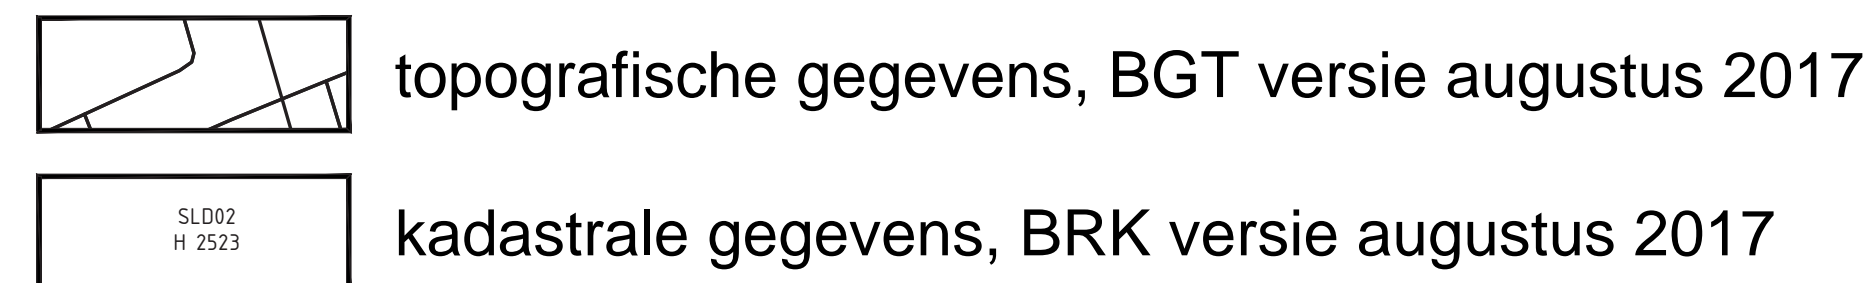 topografische gegevens, BGT versie augustus 2017
SLD02
H 2523
kadastrale gegevens, BRK versie augustus 2017